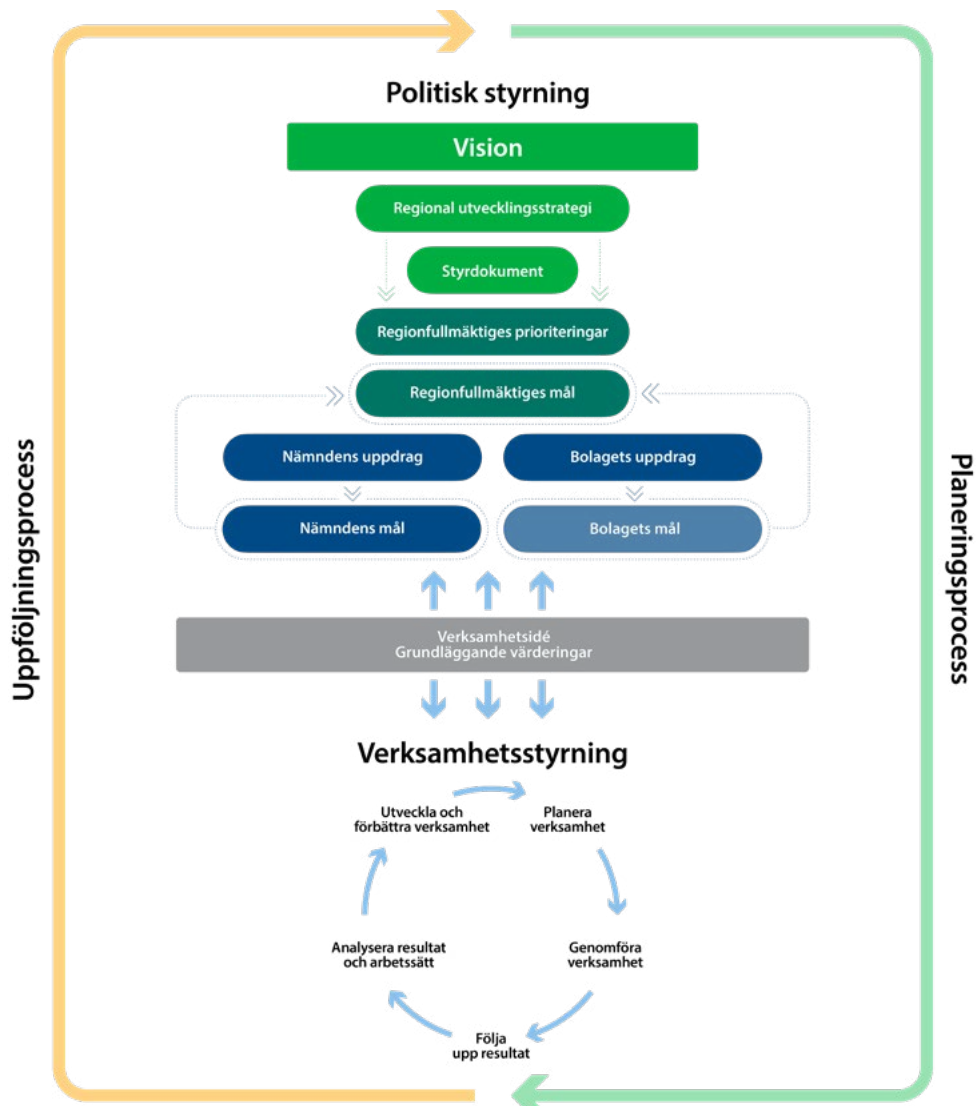 Politisk styrning
Vision
Regional utvecklingsstrategi
Styrdokument
Regionfullmäktiges prioriteringar
Regionfullmäktiges mål
Nämndens uppdrag
Bolagets uppdrag
Nämndens mål
Bolagets mål
Uppföljningsprocess
Planeringsprocess
Verksamhetsidé
Grundläggande värderingar
Verksamhetsstyrning
Utveckla och
förbättra verksamhet
Planera
verksamhet
Analysera resultat
och arbetssätt
Genomföra
verksamhet
Följa
upp resultat